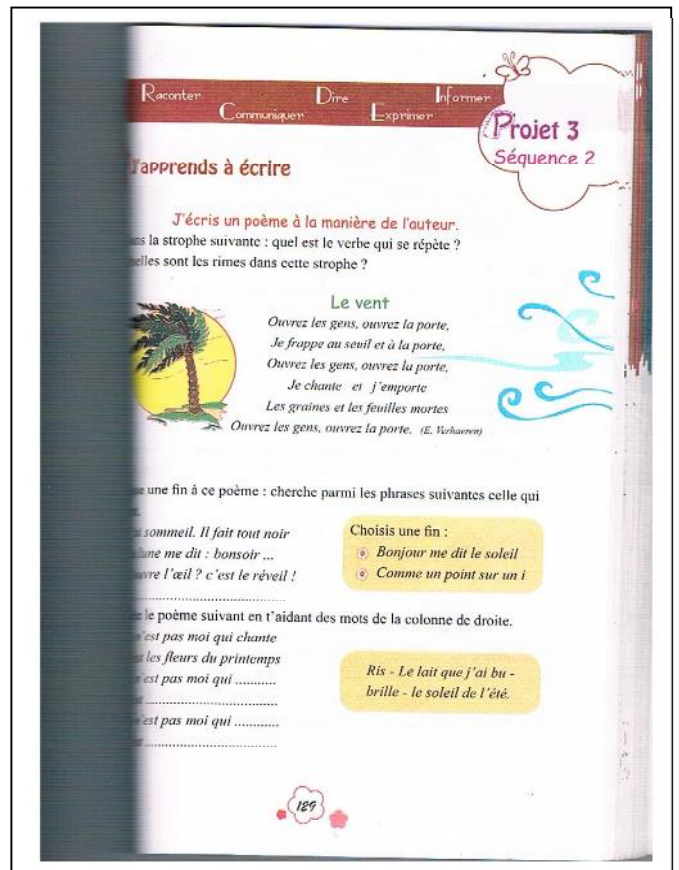 Raconter Dire Informer
Communiquer Exprimer
Projet 3
Séquence 2
J'apprends à écrire
J'écris un poème à la manière de l'auteur.
la strophe suivante : quel est le verbe qui se répète ?
sont les rimes dans cette strophe ?
Le vent
Ouvrez les gens, ouvrez la porte,
Je frappe au seuil et à la porte,
Ouvrez les gens, ouvrez la porte,
Je chante et j'emporte
Les graines et les feuilles mortes
Ouvrez les gens, ouvrez la porte. (E. Verhaeren)
une fin à ce poème : cherche parmi les phrases suivantes celle qui
sommeil. Il fait tout noir
me dit : bonsoir ...
l'œil ? c'est le réveil !
..................................
Choisis une fin :
Bonjour me dit le soleil
Comme un point sur un i
le poème suivant en t'aidant des mots de la colonne de droite.
n'est pas moi qui chante
les fleurs du printemps
est pas moi qui ...........
..................................
n'est pas moi qui ............
..................................
Ris - Le lait que j'ai bu -
brille - le soleil de l'été.
129